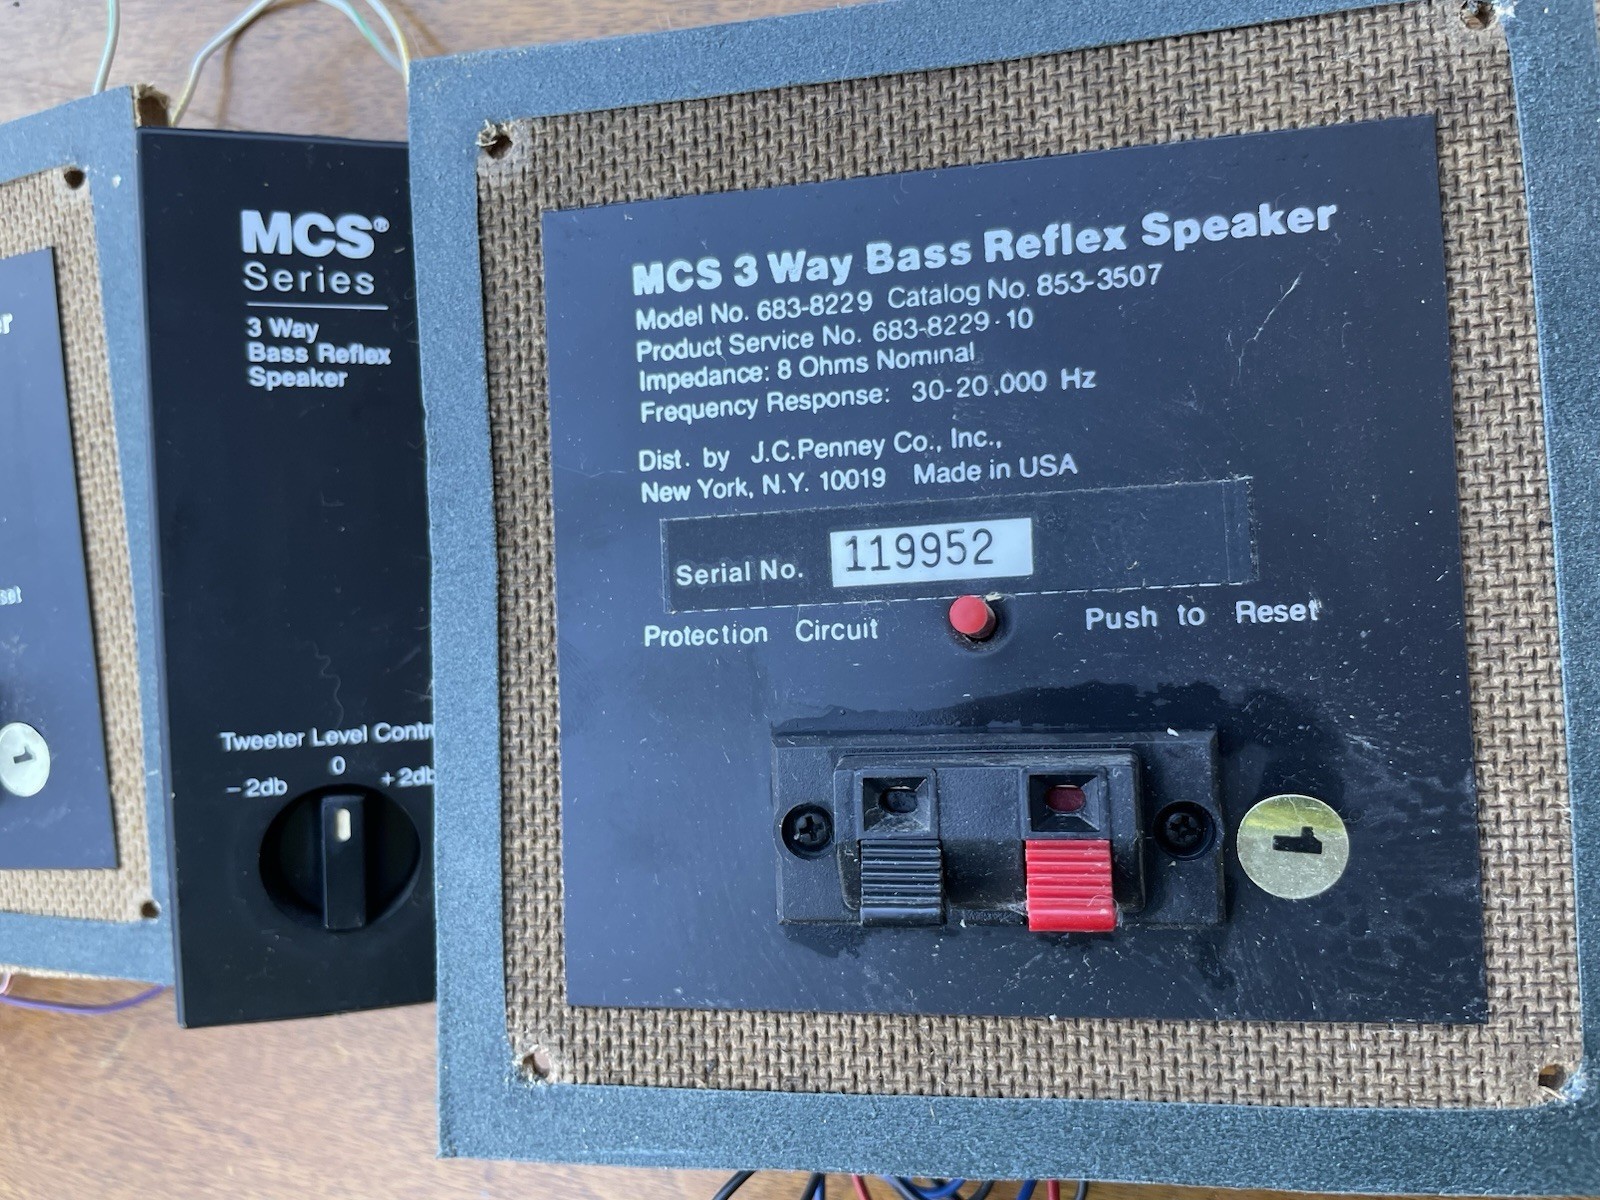 MCS®
Series
3 Way
Bass Reflex
Speaker
Tweeter Level
0
- 2db
+ 2db
1
MCS 3 Way Bass Reflex Speaker
Model No. 683-8229 Catalog No. 853-3507
Product Service No. 683-8229-10
Impedance: 8 Ohms Nominal
Frequency Response: 30-20,000 Hz
Dist. by J.C.Penney Co., Inc.,
New York, N.Y. 10019 Made in USA
Serial No. 119952
Protection Circuit Push to Reset
1